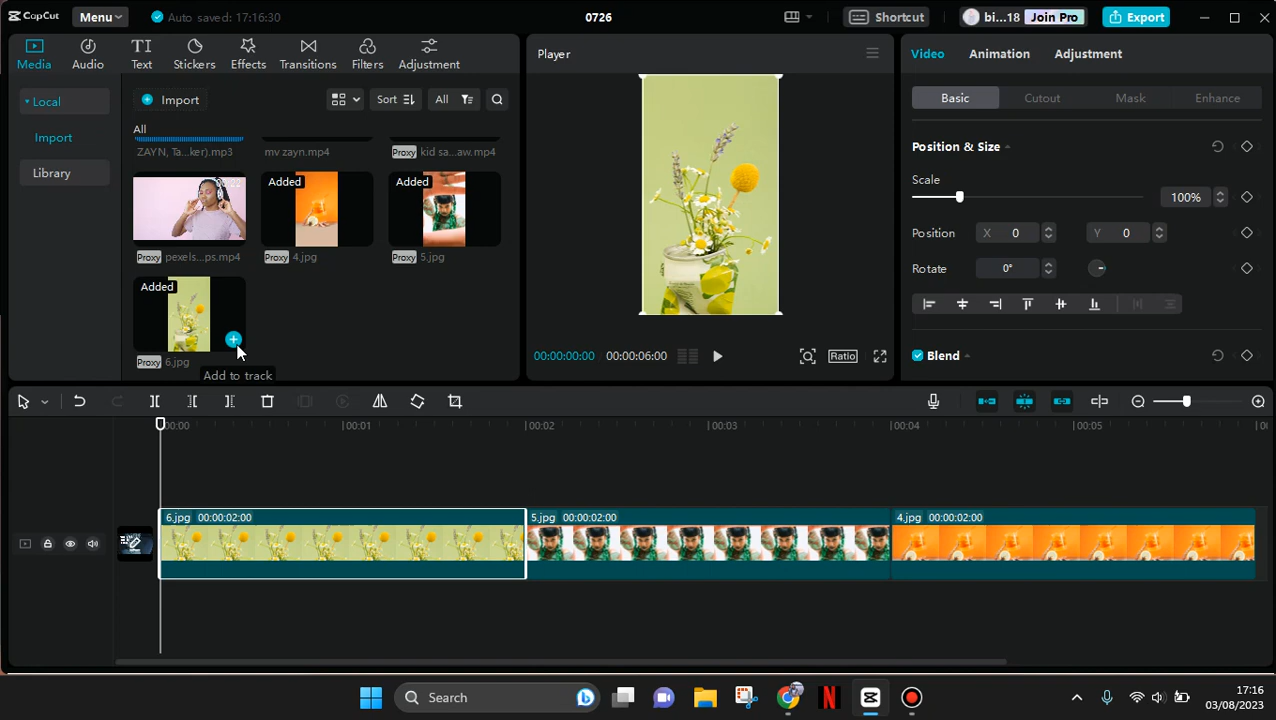 CapCut Menu Auto saved: 17:16:30 0726 Shortcut bi...18 Join Pro Export
Media Audio Text Stickers Effects Transitions Filters Adjustment
Local
Import
Library
Import Sort All
All
ZAYN, Ta...ker).mp3 mv zayn.mp4 Proxy kid sa...aw.mp4
Added Added
Proxy pexels...ps.mp4 Proxy 4.jpg Proxy 5.jpg
Added
Proxy 6.jpg
Add to track
Player
00:00:00:00 00:00:06:00 Ratio
Video Animation Adjustment
Basic Cutout Mask Enhance
Position & Size
Scale
100%
Position X 0 Y 0
Rotate 0°
Blend
00:00 00:01 00:02 00:03 00:04 00:05
6.jpg 00:00:02:00 5.jpg 00:00:02:00 4.jpg 00:00:02:00
Search 17:16
03/08/2023